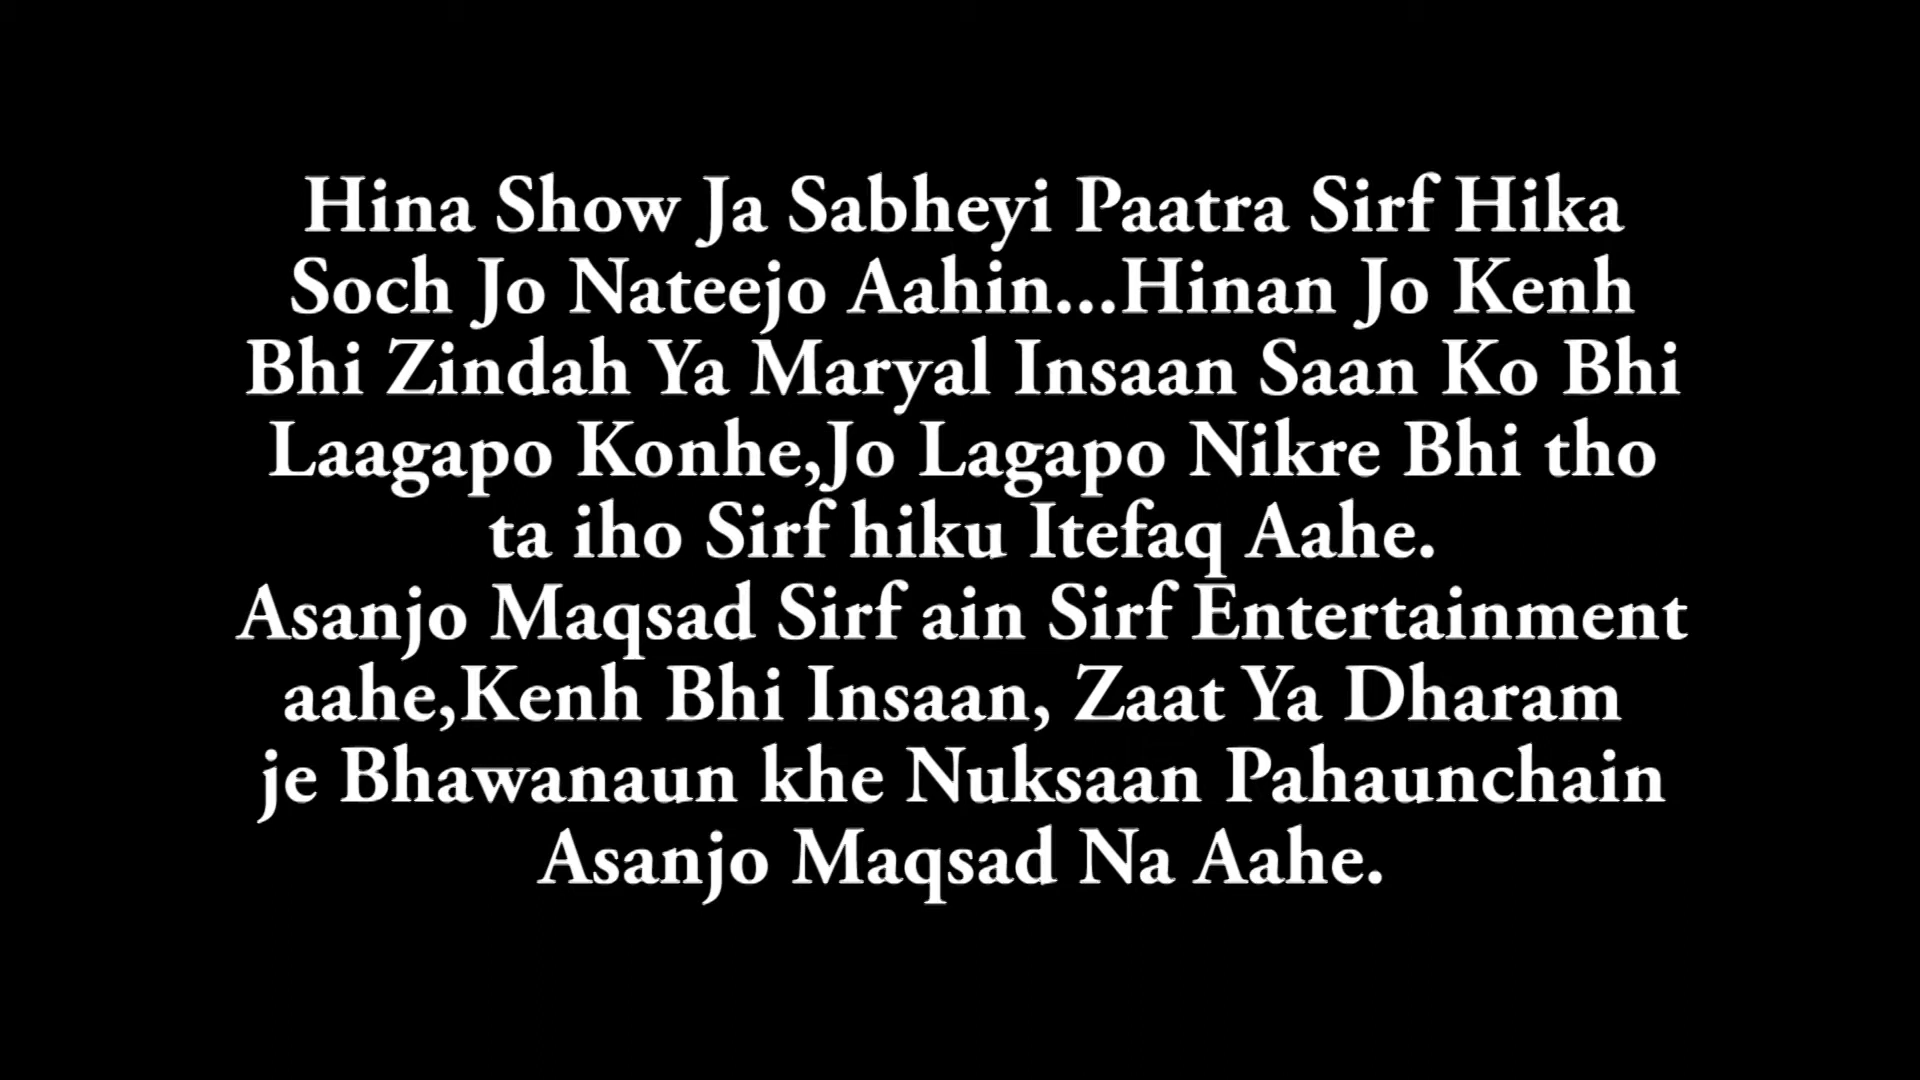 Hina Show Ja Sabheyi Paatra Sirf Hika
Soch Jo Nateejo Aahin...Hinan Jo Kenh
Bhi Zindah Ya Maryal Insaan Saan Ko Bhi
Laagapo Konhe,Jo Lagapo Nikre Bhi tho
ta iho Sirf hiku Itefaq Aahe.
Asanjo Maqsad Sirf ain Sirf Entertainment
aahe,Kenh Bhi Insaan, Zaat Ya Dharam
je Bhawanaun khe Nuksaan Pahaunchain
Asanjo Maqsad Na Aahe.